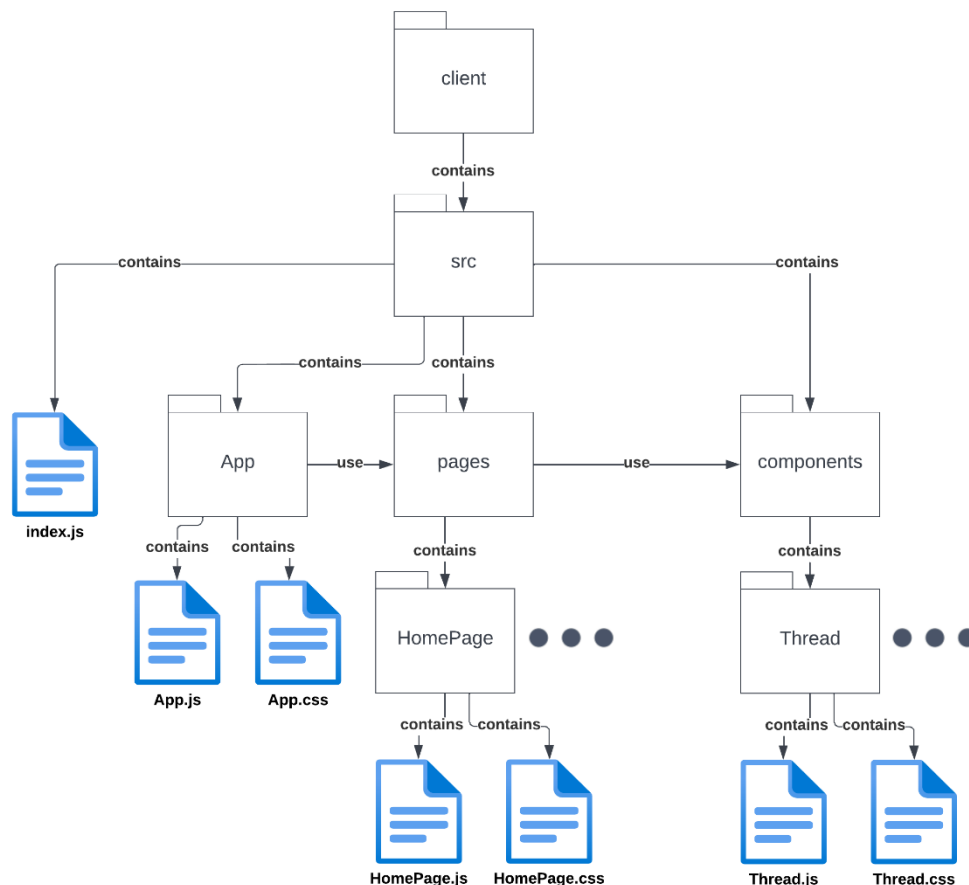 client
contains
src
contains
contains
contains
contains
App
use
pages
use
components
index.js
contains
contains
contains
contains
HomePage
Thread
App.js
App.css
contains
contains
contains
contains
HomePage.js
HomePage.css
Thread.js
Thread.css